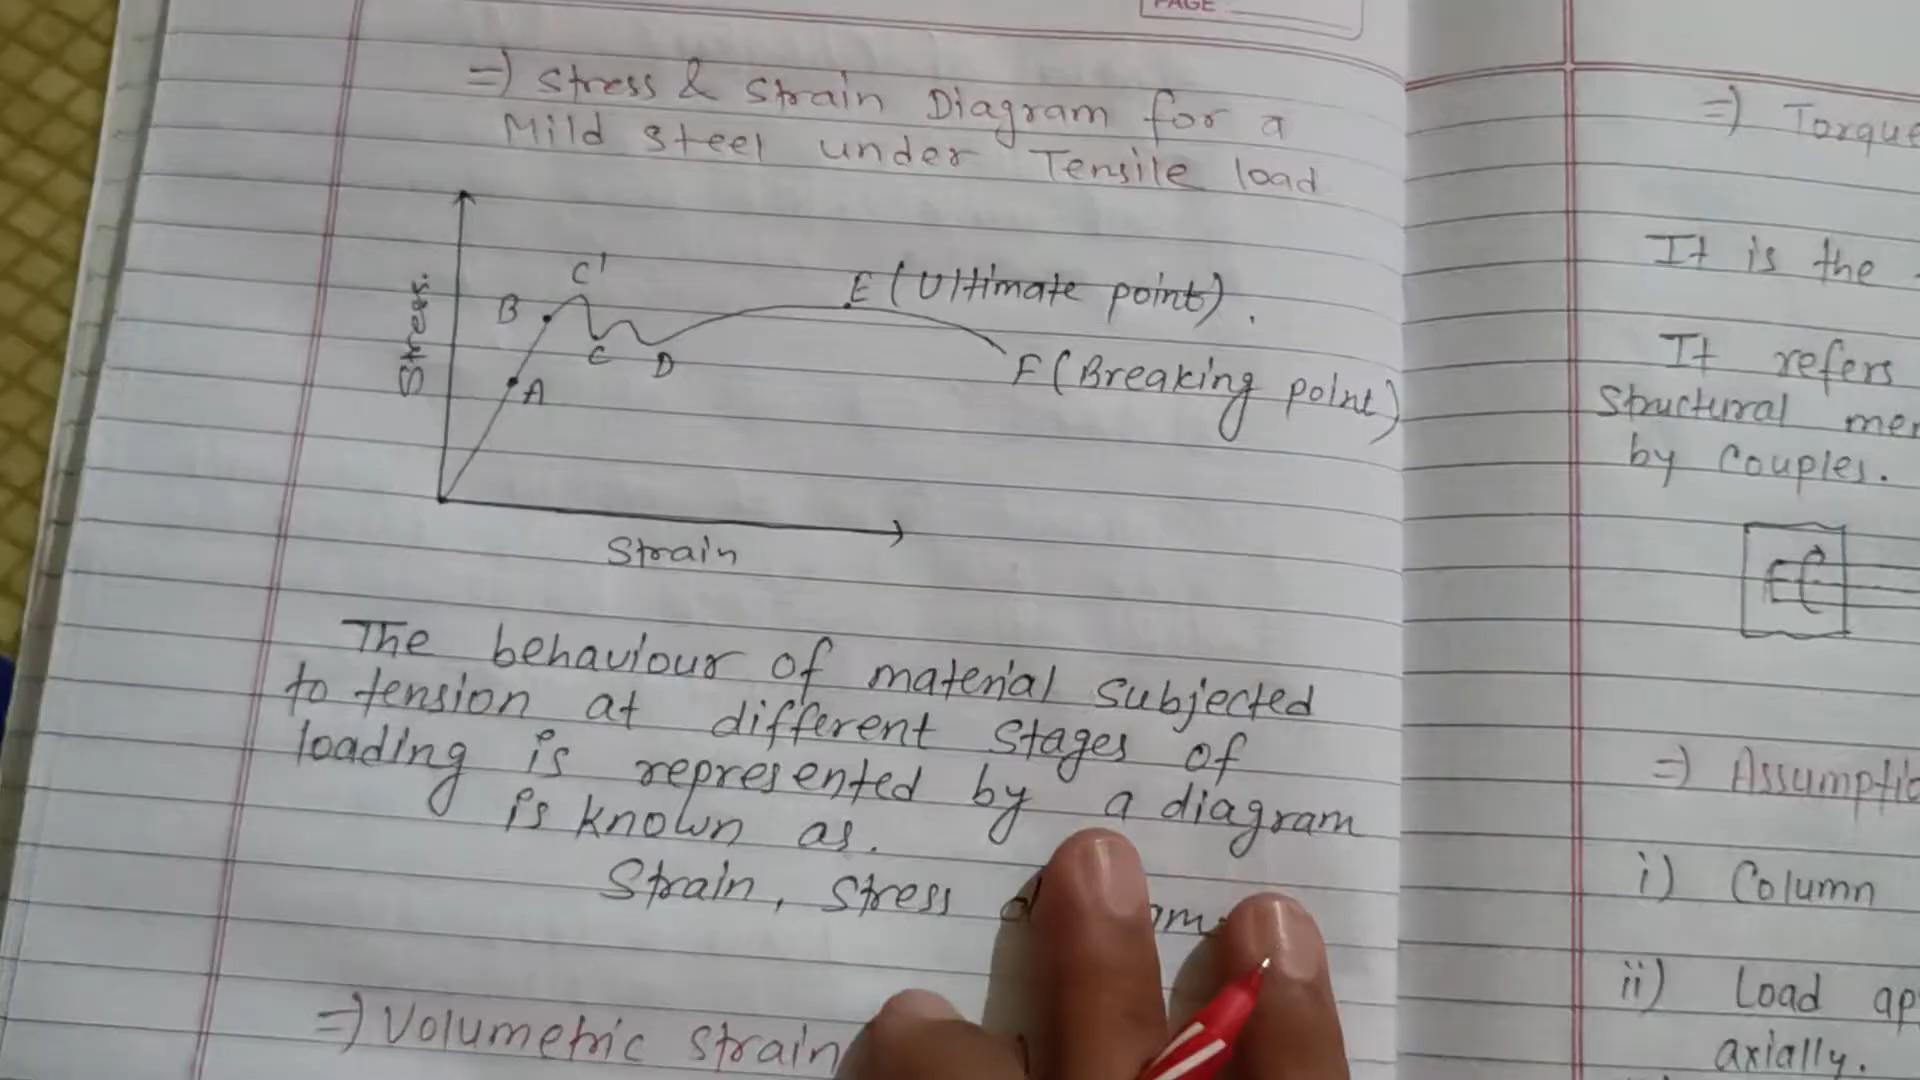 PAGE
=) Stress & Strain Diagram for a
Mild steel under Tensile load
Stress.
C'
B
E (Ultimate point).
C
D
A
F (Breaking point)
Strain
The behaviour of material subjected
to tension at different stages of
loading is represented by a diagram
is known as.
Strain, Stress
=) Volumetric strain
=) Torque
It is the
It refers
Structural
by couples.
=)
i) Column
ii) Load
axially.